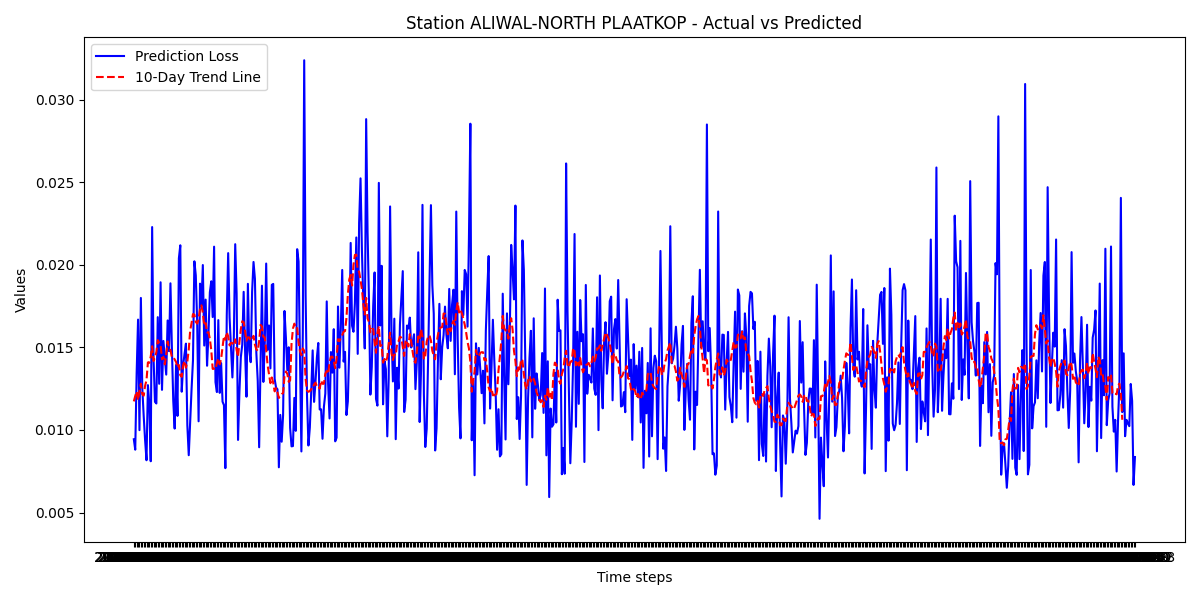 Station ALIWAL-NORTH PLAATKOP - Actual vs Predicted
Prediction Loss
10-Day Trend Line
0.030
0.025
0.020
0.015
0.010
0.005
Values
Time steps